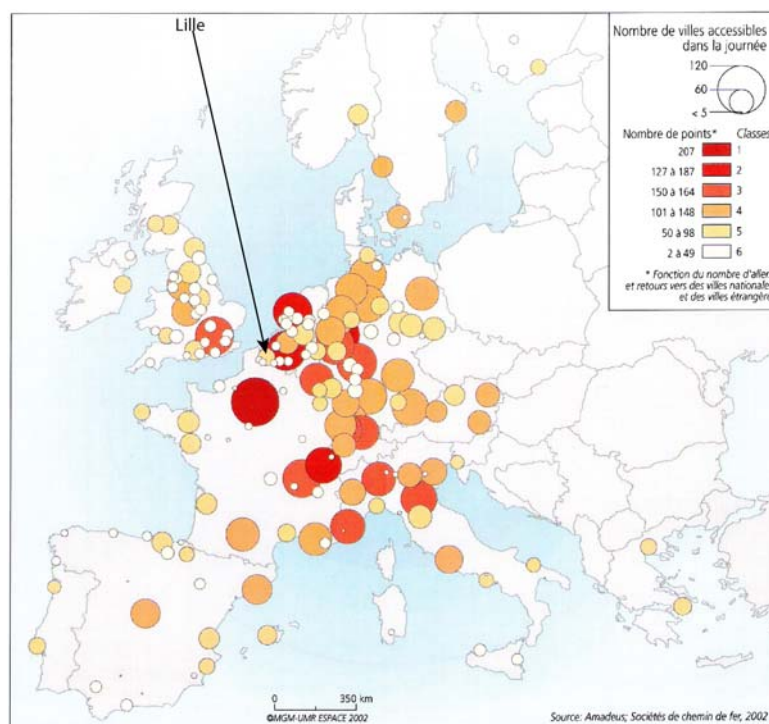 Lille
Nombre de villes accessibles
dans la journée
120
60
< 5
Nombre de points* Classes
207 1
127 à 187 2
150 à 164 3
101 à 148 4
50 à 98 5
2 à 49 6
* Fonction du nombre d'aller
et retours vers des villes nationale
et des villes étrangère
0 350 km
©MGM-UMR ESPACE 2002
Source: Amadeus; Sociétés de chemin de fer, 2002